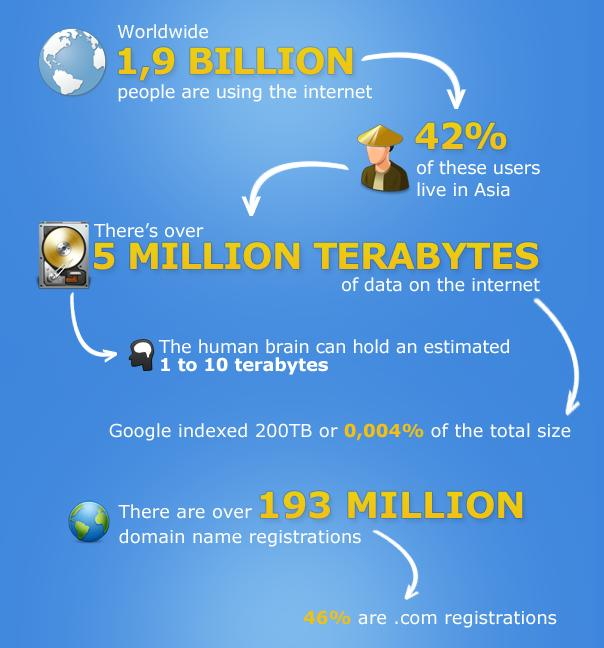 Worldwide
1,9 BILLION
people are using the internet
42%
of these users
live in Asia
There's over
5 MILLION TERABYTES
of data on the internet
The human brain can hold an estimated
1 to 10 terabytes
Google indexed 200TB or 0,004% of the total size
There are over 193 MILLION
domain name registrations
46% are .com registrations